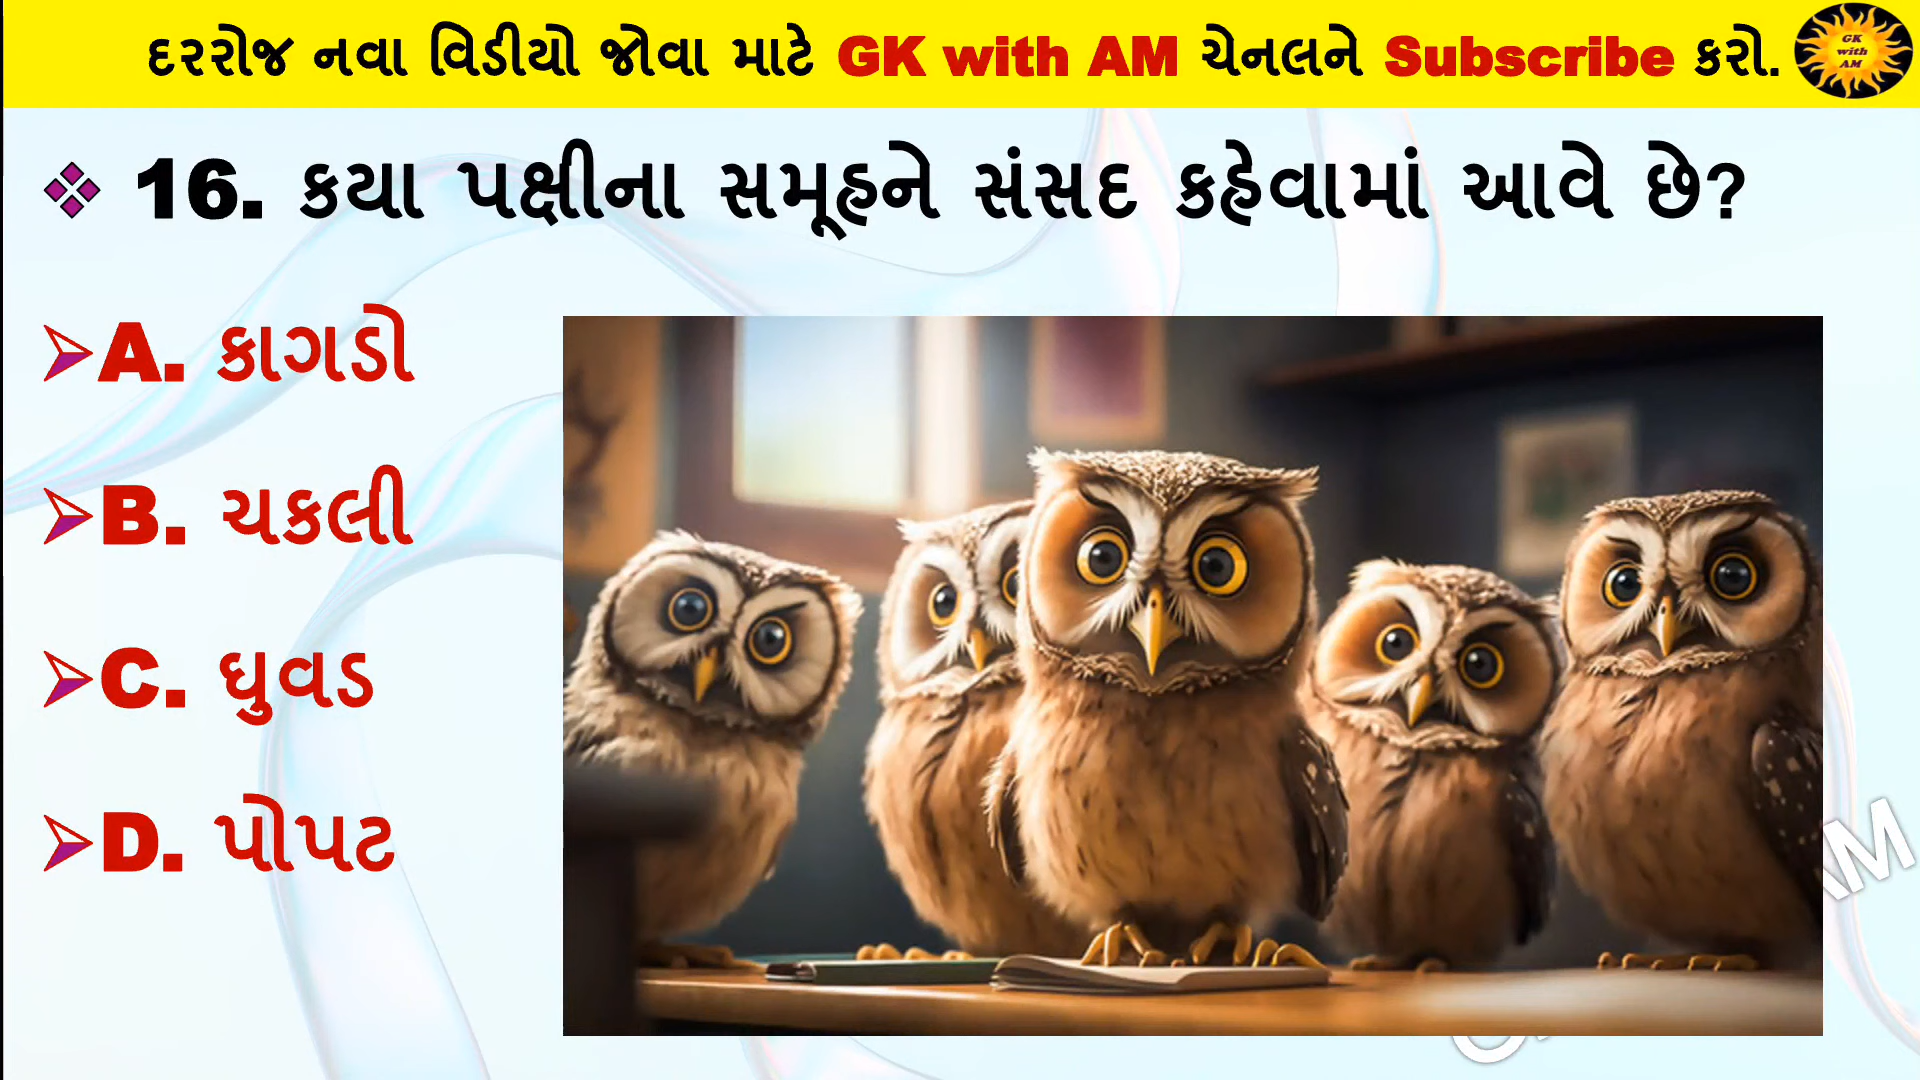 દરરોજ નવા વિડીયો જોવા માટે GK with AM ચેનલને Subscribe કરો.
GK
with
AM
16. કયા પક્ષીના સમૂહને સંસદ કહેવામાં આવે છે?
A. કાગડો
B. ચકલી
C. ઘુવડ
D. પોપટ
AM